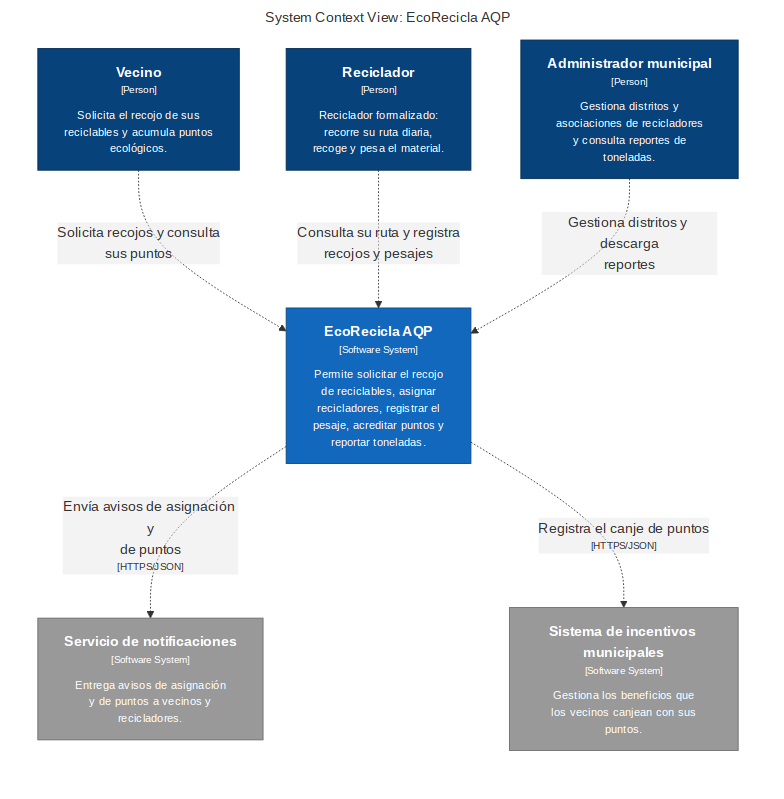 System Context View: EcoRecicla AQP
Vecino
[Person]
Solicita el recojo de sus
reciclables y acumula puntos
ecológicos.
Reciclador
[Person]
Reciclador formalizado:
recorre su ruta diaria,
recoge y pesa el material.
Administrador municipal
[Person]
Gestiona distritos y
asociaciones de recicladores
y consulta reportes de
toneladas.
Solicita recojos y consulta
sus puntos
Consulta su ruta y registra
recojos y pesajes
Gestiona distritos y
descarga
reportes
EcoRecicla AQP
[Software System]
Permite solicitar el recojo
de reciclables, asignar
recicladores, registrar el
pesaje, acreditar puntos y
reportar toneladas.
Envía avisos de asignación
y
de puntos
[HTTPS/JSON]
Registra el canje de puntos
[HTTPS/JSON]
Servicio de notificaciones
[Software System]
Entrega avisos de asignación
y de puntos a vecinos y
recicladores.
Sistema de incentivos
municipales
[Software System]
Gestiona los beneficios que
los vecinos canjean con sus
puntos.